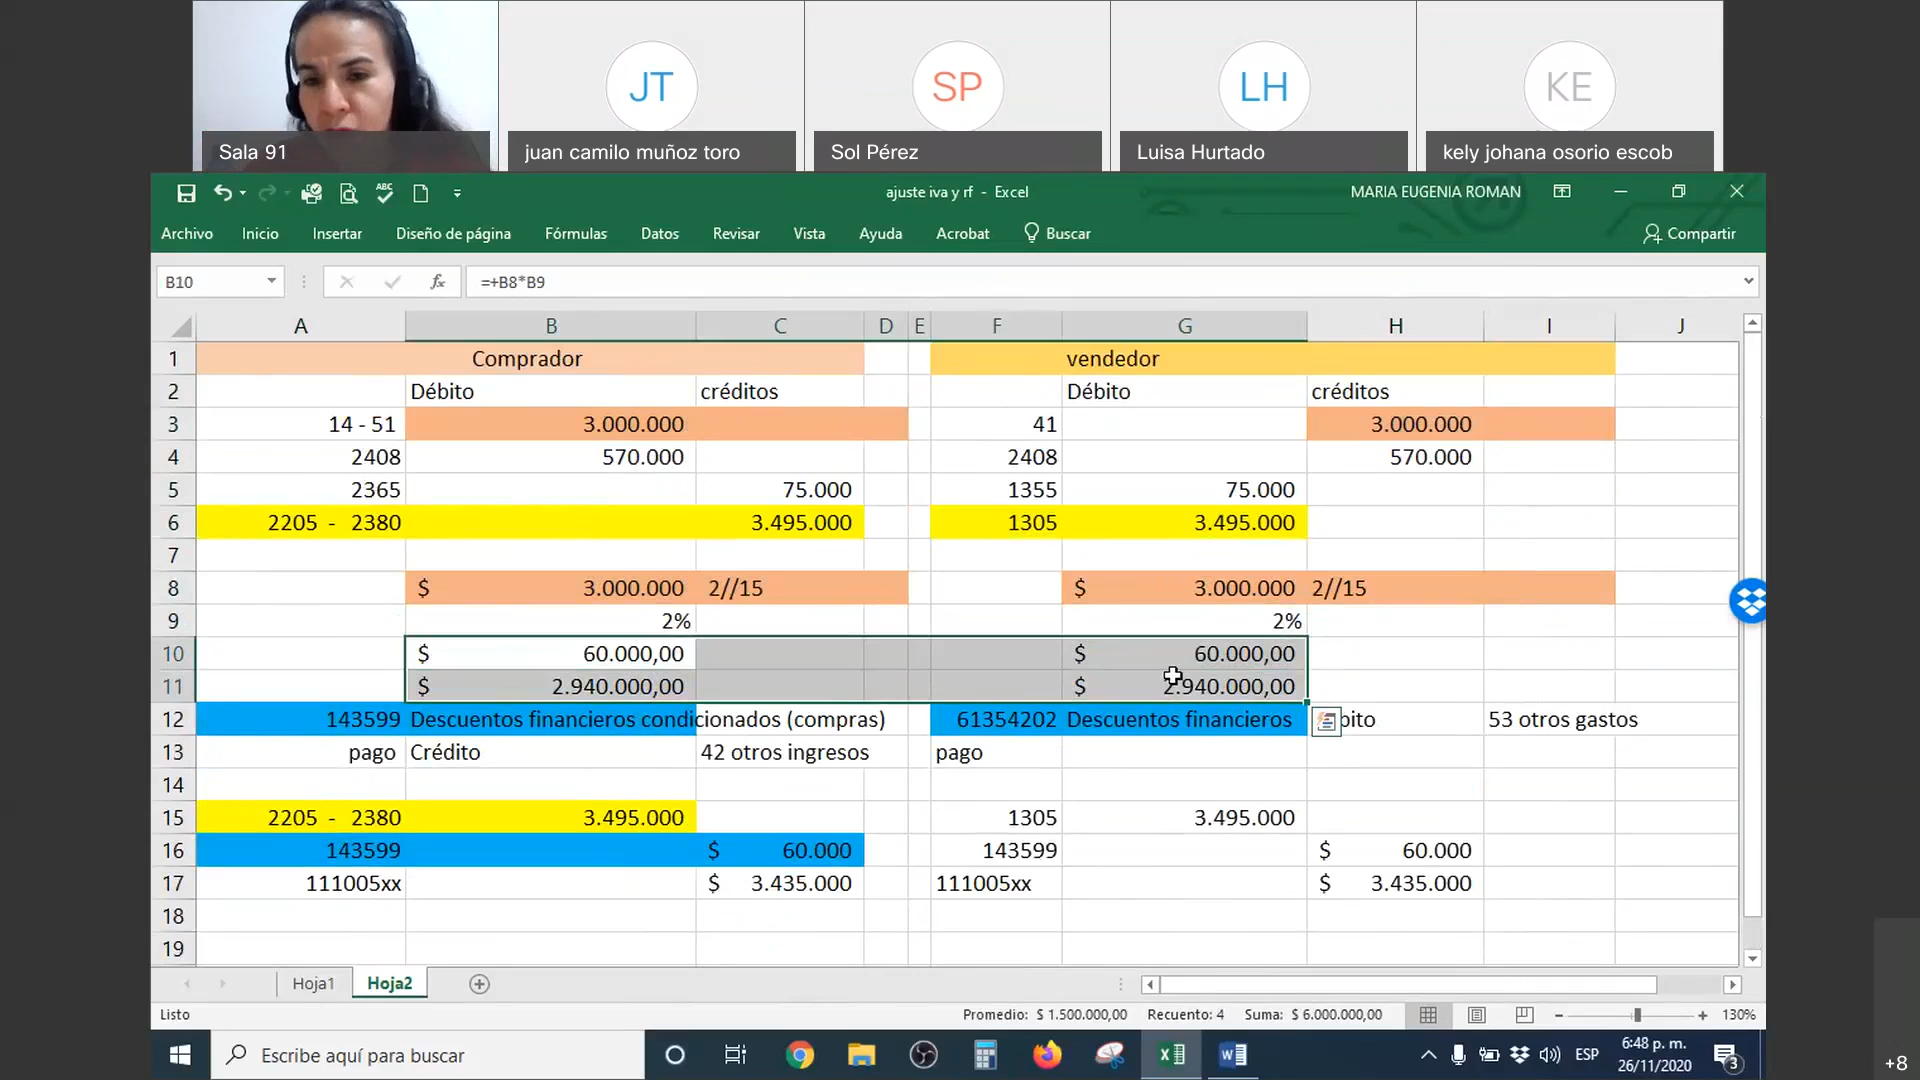 JT SP LH KE
Sala 91 juan camilo muñoz toro Sol Pérez Luisa Hurtado kely johana osorio escob
ABC ajuste iva y rf - Excel MARIA EUGENIA ROMAN
Archivo Inicio Insertar Diseño de página Fórmulas Datos Revisar Vista Ayuda Acrobat Buscar Compartir
B10 fx =+B8*B9
A B C D E F G H I J
1 Comprador vendedor
2 Débito créditos Débito créditos
3 14 - 51 3.000.000 41 3.000.000
4 2408 570.000 2408 570.000
5 2365 75.000 1355 75.000
6 2205 - 2380 3.495.000 1305 3.495.000
7
8 $ 3.000.000 2//15 $ 3.000.000 2//15
9 2% 2%
10 $ 60.000,00 $ 60.000,00
11 $ 2.940.000,00 $ 2.940.000,00
12 143599 Descuentos financieros condicionados (compras) 61354202 Descuentos financieros bito 53 otros gastos
13 pago Crédito 42 otros ingresos pago
14
15 2205 - 2380 3.495.000 1305 3.495.000
16 143599 $ 60.000 143599 $ 60.000
17 111005xx $ 3.435.000 111005xx $ 3.435.000
18
19
Hoja1 Hoja2
Listo Promedio: $ 1.500.000,00 Recuento: 4 Suma: $ 6.000.000,00 130%
Escribe aquí para buscar ESP 6:48 p. m.
26/11/2020 3
+8